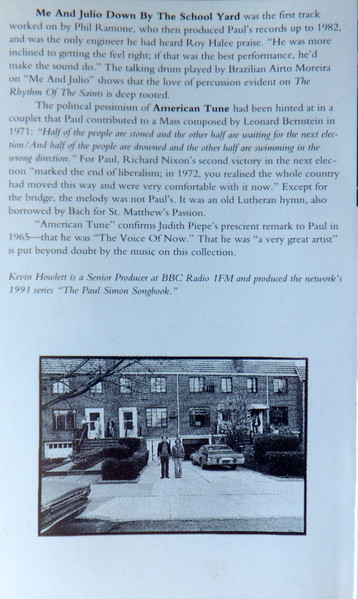 Me And Julio Down By The School Yard was the first track
worked on by Phil Ramone, who then produced Paul's records up to 1982,
and was the only engineer he had heard Roy Halee praise. "He was more
inclined to getting the feel right; if that was the best performance, he'd
make the sound do." The talking drum played by Brazilian Airto Moreira
on "Me And Julio" shows that the love of percussion evident on The
Rhythm Of The Saints is deep rooted.
The political pessimism of American Tune had been hinted at in a
couplet that Paul contributed to a Mass composed by Leonard Bernstein in
1971: "Half of the people are stoned and the other half are waiting for the next elec-
tion/And half of the people are drowned and the other half are swimming in the
wrong direction." For Paul, Richard Nixon's second victory in the next elec-
tion "marked the end of liberalism; in 1972, you realised the whole country
had moved this way and were very comfortable with it now." Except for
the bridge, the melody was not Paul's. It was an old Lutheran hymn, also
borrowed by Bach for St. Matthew's Passion.
"American Tune" confirms Judith Piepe's prescient remark to Paul in
1965—that he was "The Voice Of Now." That he was "a very great artist"
is put beyond doubt by the music on this collection.
Kevin Howlett is a Senior Producer at BBC Radio 1FM and produced the network's
1991 series "The Paul Simon Songbook."